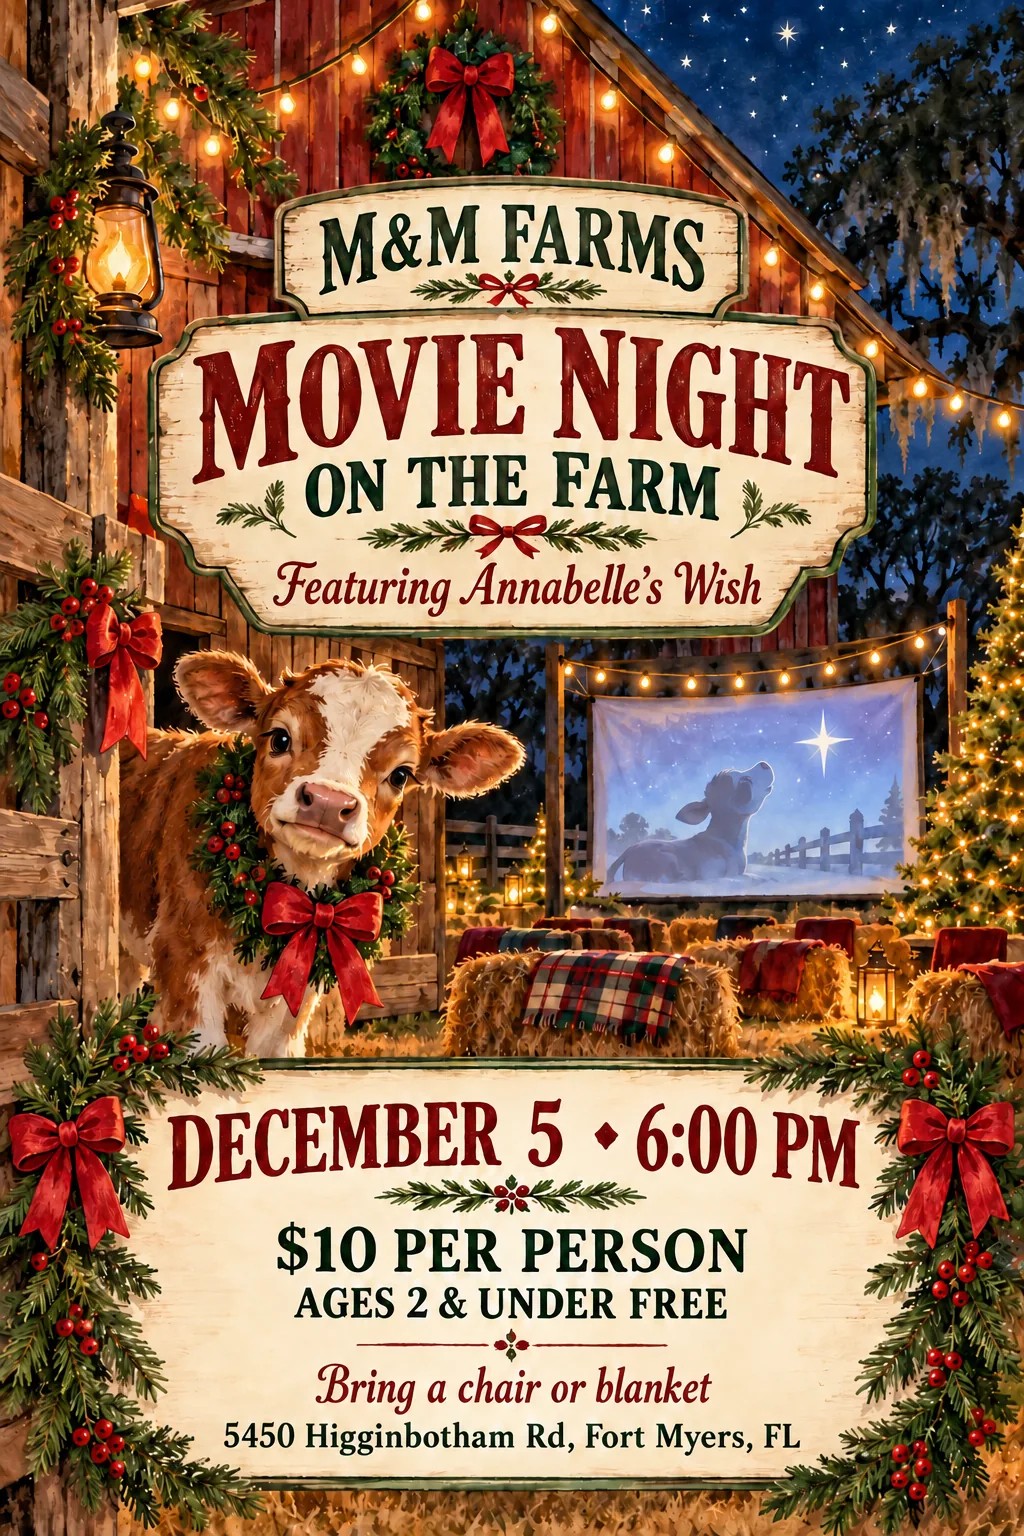 M&M FARMS
MOVIE NIGHT
ON THE FARM
Featuring Annabelle's Wish
DECEMBER 5 ♦ 6:00 PM
$10 PER PERSON
AGES 2 & UNDER FREE
Bring a chair or blanket
5450 Higginbotham Rd, Fort Myers, FL